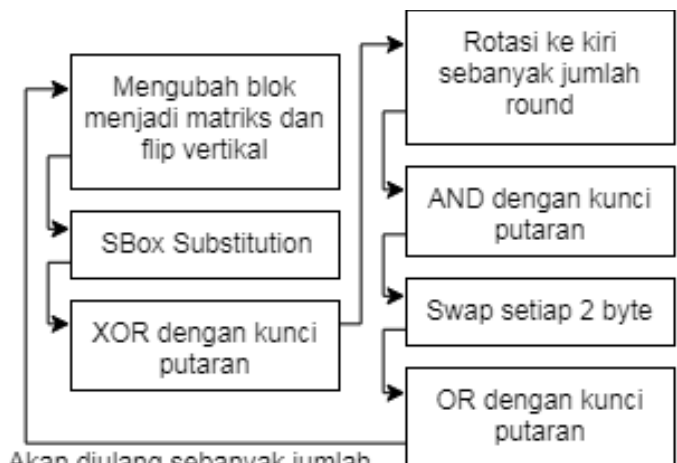 Mengubah blok
menjadi matriks dan
flip vertikal
SBox Substitution
XOR dengan kunci
putaran
Rotasi ke kiri
sebanyak jumlah
round
AND dengan kunci
putaran
Swap setiap 2 byte
OR dengan kunci
putaran
Akan diulang sebanyak jumlah